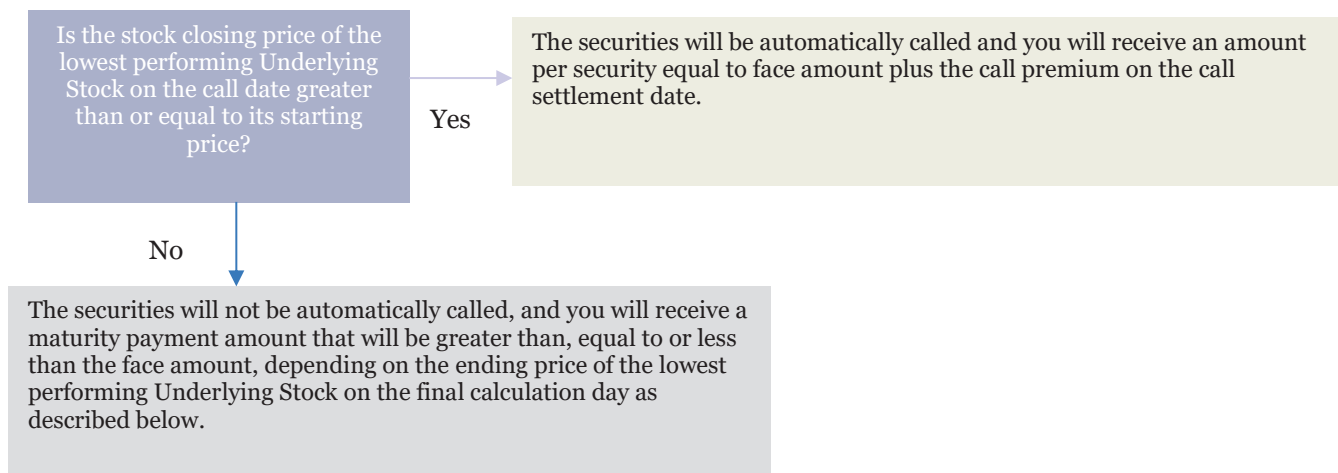 Is the stock closing price of the
lowest performing Underlying
Stock on the call date greater
than or equal to its starting
price?
Yes
The securities will be automatically called and you will receive an amount
per security equal to face amount plus the call premium on the call
settlement date.
No
The securities will not be automatically called, and you will receive a
maturity payment amount that will be greater than, equal to or less
than the face amount, depending on the ending price of the lowest
performing Underlying Stock on the final calculation day as
described below.